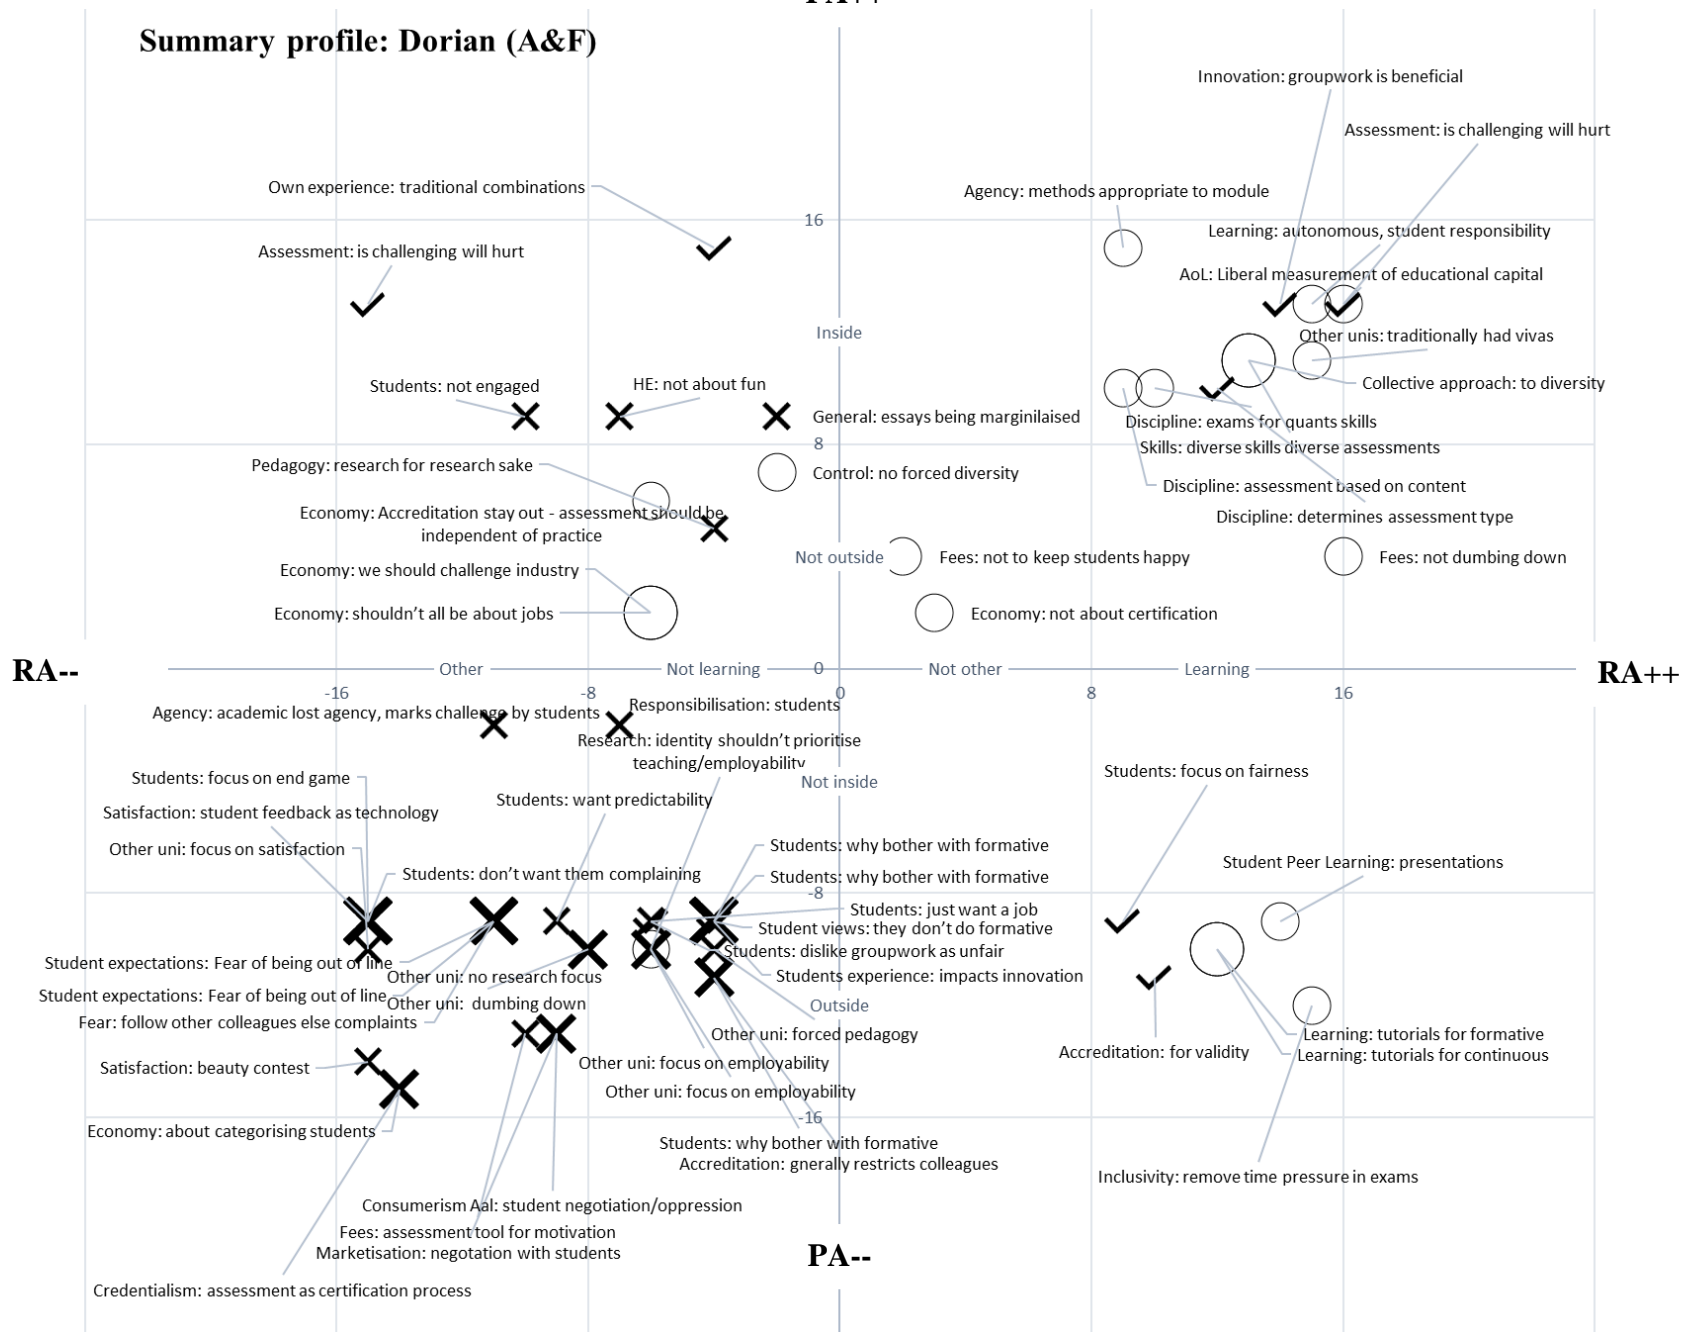 PA++
Summary profile: Dorian (A&F)
Innovation: groupwork is beneficial
Assessment: is challenging will hurt
Own experience: traditional combinations
Agency: methods appropriate to module
16
Learning: autonomous, student responsibility
Assessment: is challenging will hurt
AoL: Liberal measurement of educational capital
Inside
Other unis: traditionally had vivas
Students: not engaged
HE: not about fun
Collective approach: to diversity
General: essays being marginilaised
Discipline: exams for quants skills
8
Skills: diverse skills diverse assessments
Pedagogy: research for research sake
Control: no forced diversity
Discipline: assessment based on content
Economy: Accreditation stay out - assessment should be
independent of practice
Discipline: determines assessment type
Not outside
Fees: not to keep students happy
Fees: not dumbing down
Economy: we should challenge industry
Economy: shouldn't all be about jobs
Economy: not about certification
RA--
Other
Not learning
0
Not other
Learning
RA++
-16
-8
0
8
16
Agency: academic lost agency, marks challenge by students
Responsibilisation: students
Research: identity shouldn't prioritise
teaching/employability
Students: focus on end game
Not inside
Students: focus on fairness
Students: want predictability
Satisfaction: student feedback as technology
Other uni: focus on satisfaction
Students: why bother with formative
Student Peer Learning: presentations
Students: don't want them complaining
Students: why bother with formative
-8
Students: just want a job
Student views: they don't do formative
Students: dislike groupwork as unfair
Student expectations: Fear of being out of line
Other uni: no research focus
Students experience: impacts innovation
Student expectations: Fear of being out of line
Other uni: dumbing down
Outside
Fear: follow other colleagues else complaints
Other uni: forced pedagogy
Learning: tutorials for formative
Accreditation: for validity
Learning: tutorials for continuous
Satisfaction: beauty contest
Other uni: focus on employability
Other uni: focus on employability
-16
Economy: about categorising students
Students: why bother with formative
Accreditation: gnerally restricts colleagues
Inclusivity: remove time pressure in exams
Consumerism Aal: student negotiation/oppression
Fees: assessment tool for motivation
Marketisation: negotation with students
PA--
Credentialism: assessment as certification process